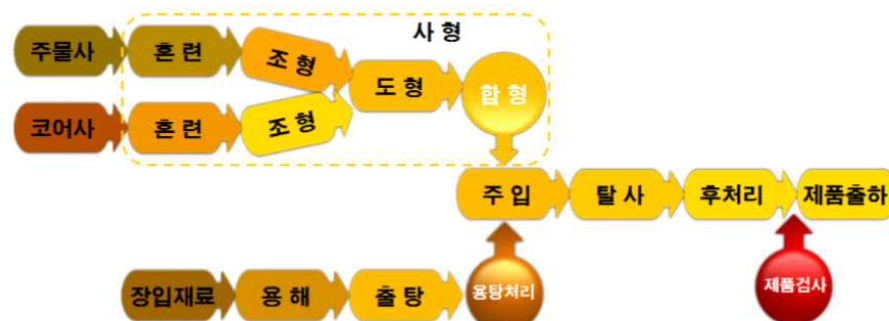 사 형
주물사
혼 련
조 형
도 형
합 형
코어사
혼 련
조 형
주 입
탈 사
후처리
제품출하
장입재료
용 해
출 탕
용탕처리
제품검사